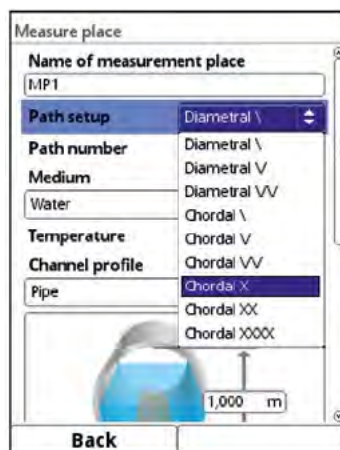 Measure place
Name of measurement place
MP1
Path setup
Diametral \
Path number
Diametral \
Diametral V
Medium
Diametral VV
Water
Chordal \
Chordal V
Temperature
Chordal VV
Channel profile
Chordal X
Pipe
Chordal XX
Chordal XXXX
1,000 m
Back